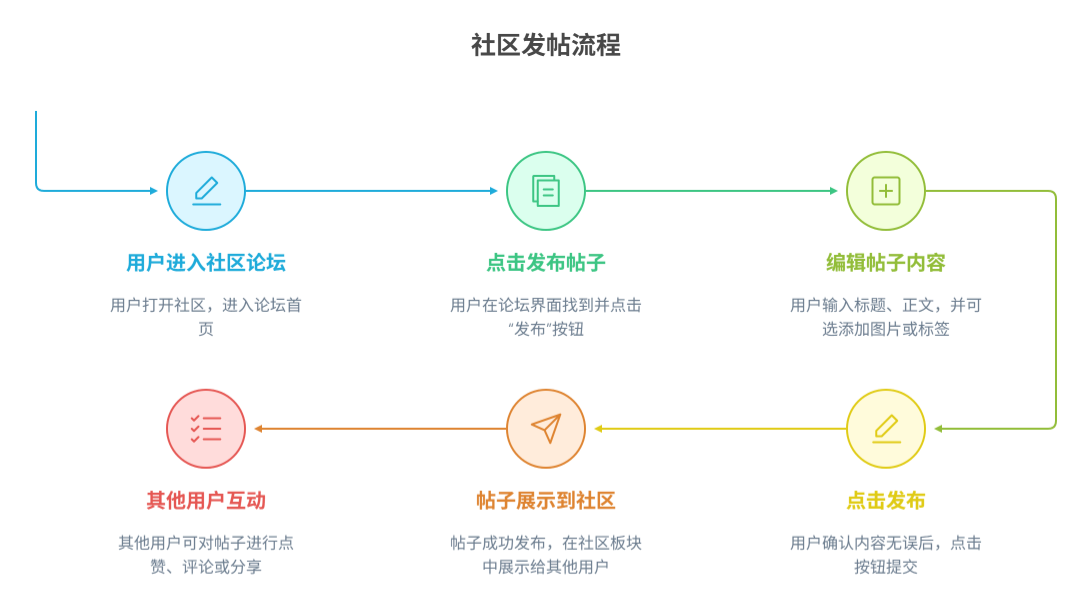 社区发帖流程
用户进入社区论坛
用户打开社区，进入论坛首
页
点击发布帖子
用户在论坛界面找到并点击
“发布”按钮
编辑帖子内容
用户输入标题、正文，并可
选添加图片或标签
点击发布
用户确认内容无误后，点击
按钮提交
帖子展示到社区
帖子成功发布，在社区板块
中展示给其他用户
其他用户互动
其他用户可对帖子进行点
赞、评论或分享